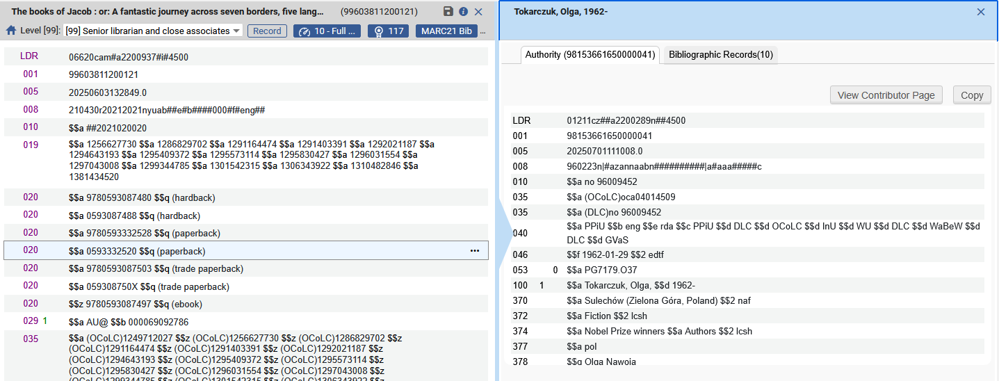 The books of Jacob : or: A fantastic journey across seven borders, five lang... (99603811200121)
Level [99]: [99] Senior librarian and close associates Record 10 - Full ... 117 MARC21 Bib ...
LDR 06620cam#a2200937#i#4500
001 99603811200121
005 20250603132849.0
008 210430r20212021nyuab##e#b####000#f#eng##
010 $$a ##2021020020
019 $$a 1256627730 $$a 1286829702 $$a 1291164474 $$a 1291403391 $$a 1292021187 $$a
1294643193 $$a 1295409372 $$a 1295573114 $$a 1295830427 $$a 1296031554 $$a
1297043008 $$a 1299344785 $$a 1301542315 $$a 1306343922 $$a 1310482846 $$a
1381434520
020 $$a 9780593087480 $$q (hardback)
020 $$a 0593087488 $$q (hardback)
020 $$a 9780593332528 $$q (paperback)
020 $$a 0593332520 $$q (paperback) ...
020 $$a 9780593087503 $$q (trade paperback)
020 $$a 059308750X $$q (trade paperback)
020 $$z 9780593087497 $$q (ebook)
029 1 $$a AU@ $$b 000069092786
035 $$a (OCoLC)1249712027 $$z (OCoLC)1256627730 $$z (OCoLC)1286829702 $$z
(OCoLC)1291164474 $$z (OCoLC)1291403391 $$z (OCoLC)1292021187 $$z
(OCoLC)1294643193 $$z (OCoLC)1295409372 $$z (OCoLC)1295573114 $$z
(OCoLC)1295830427 $$z (OCoLC)1296031554 $$z (OCoLC)1297043008 $$z
(OCoLC)1299344785 $$z (OCoLC)1301542315 $$z (OCoLC)1306343922 $$z
Tokarczuk, Olga, 1962-
Authority (98153661650000041) Bibliographic Records(10)
View Contributor Page Copy
LDR 01211cz##a2200289n##4500
001 98153661650000041
005 20250701111008.0
008 960223n|#azannaabn##########|a#aaa#####c
010 $$a no 96009452
035 $$a (OCoLC)oca04014509
035 $$a (DLC)no 96009452
040 $$a PPiU $$b eng $$e rda $$c PPiU $$d DLC $$d OCoLC $$d InU $$d WU $$d DLC $$d WaBeW $$d
DLC $$d GVaS
046 $$f 1962-01-29 $$2 edtf
053 0 $$a PG7179.O37
100 1 $$a Tokarczuk, Olga, $$d 1962-
370 $$a Sulechów (Zielona Góra, Poland) $$2 naf
372 $$a Fiction $$2 lcsh
374 $$a Nobel Prize winners $$a Authors $$2 lcsh
377 $$a pol
378 $$q Olga Nawoja